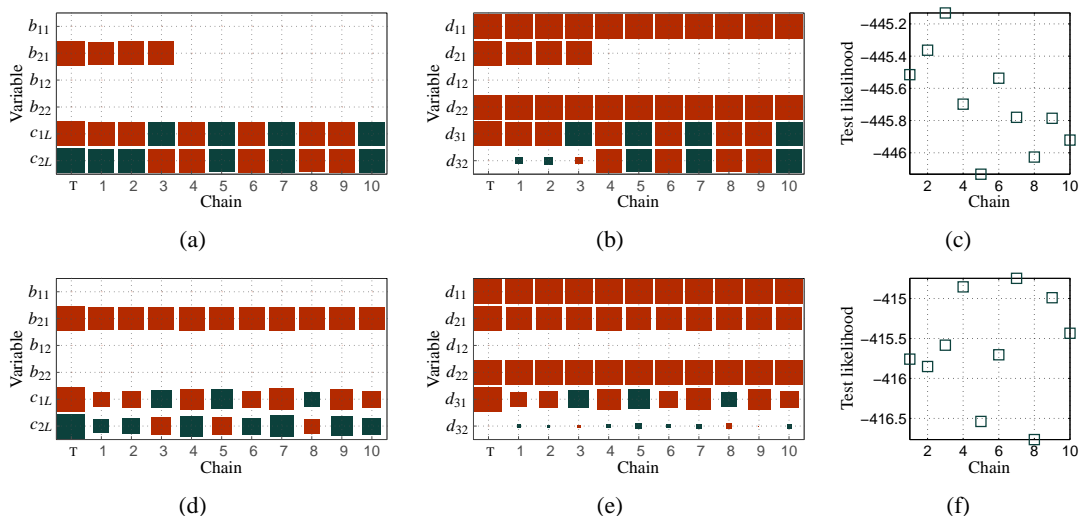 b11
b21
b12
b22
c1L
c2L
Variable
T 1 2 3 4 5 6 7 8 9 10
Chain
(a)
d11
d21
d12
d22
d31
d32
Variable
T 1 2 3 4 5 6 7 8 9 10
Chain
(b)
−445.2
−445.4
−445.6
−445.8
−446
Test likelihood
2 4 6 8 10
Chain
(c)
b11
b21
b12
b22
c1L
c2L
Variable
T 1 2 3 4 5 6 7 8 9 10
Chain
(d)
d11
d21
d12
d22
d31
d32
Variable
T 1 2 3 4 5 6 7 8 9 10
Chain
(e)
−415
−415.5
−416
−416.5
Test likelihood
2 4 6 8 10
Chain
(f)